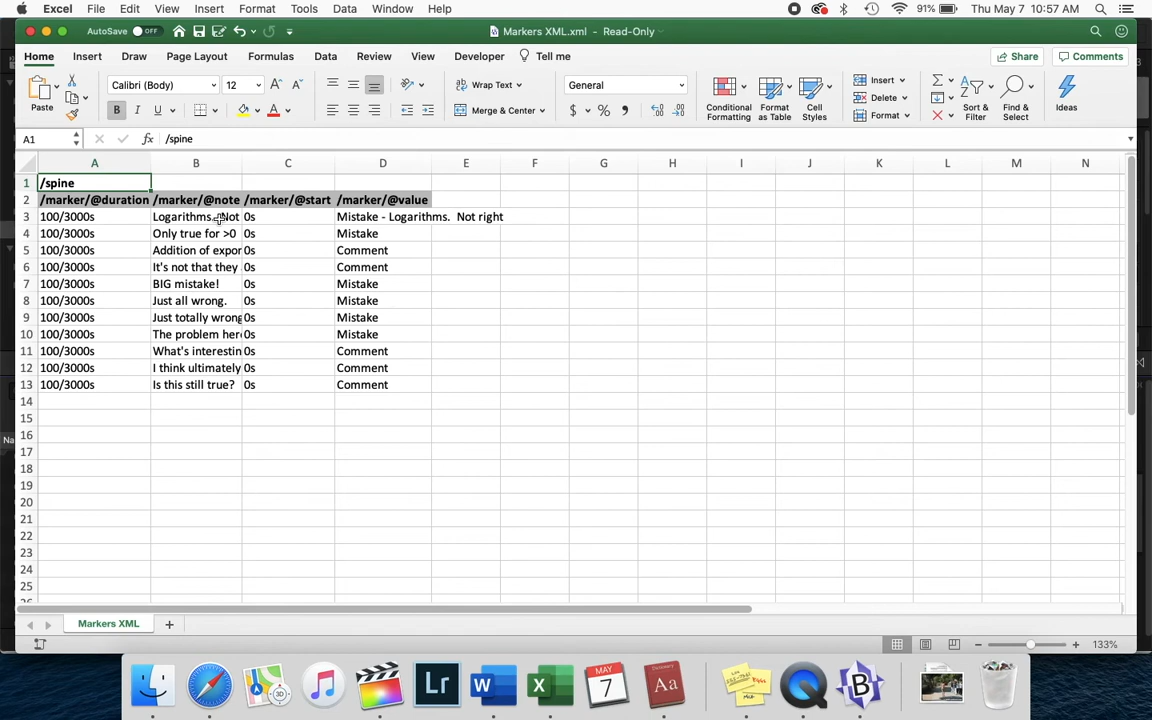 Excel File Edit View Insert Format Tools Data Window Help 91% Thu May 7 10:57 AM
AutoSave OFF Markers XML.xml - Read-Only
Home Insert Draw Page Layout Formulas Data Review View Developer Tell me Share Comments
Paste Calibri (Body) 12 A A Wrap Text General Insert
B I U A Merge & Center $ % Delete
Conditional Formatting Format as Table Cell Styles Format Sort & Filter Find & Select Ideas
A1 fx /spine
A B C D E F G H I J K L M N
1 /spine
2 /marker/@duration /marker/@note /marker/@start /marker/@value
3 100/3000s Logarithms. Not 0s Mistake - Logarithms. Not right
4 100/3000s Only true for >0 0s Mistake
5 100/3000s Addition of expor 0s Comment
6 100/3000s It's not that they 0s Comment
7 100/3000s BIG mistake! 0s Mistake
8 100/3000s Just all wrong. 0s Mistake
9 100/3000s Just totally wrong 0s Mistake
10 100/3000s The problem her 0s Mistake
11 100/3000s What's interestin 0s Comment
12 100/3000s I think ultimately 0s Comment
13 100/3000s Is this still true? 0s Comment
14
15
16
17
18
19
20
21
22
23
24
25
Markers XML +
133%
3D Lr W X MAY 7 Aa B